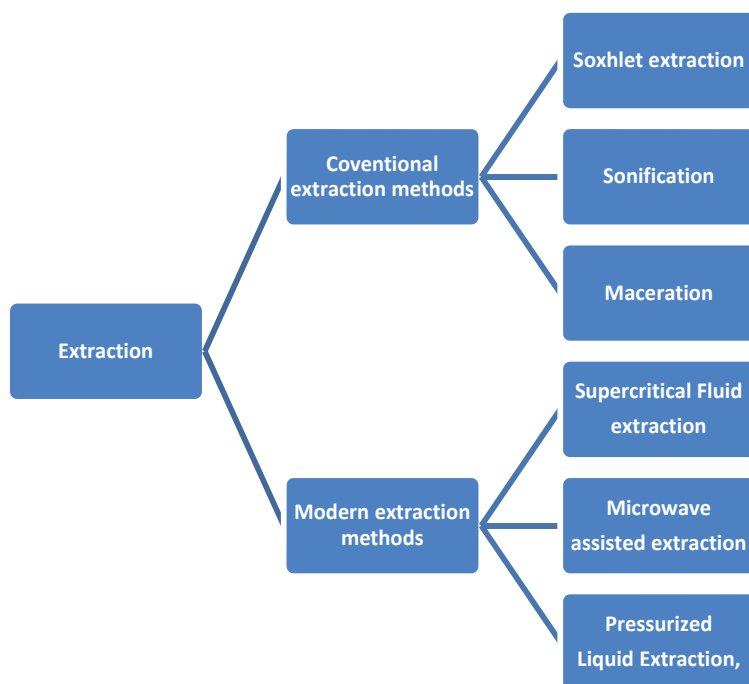 Soxhlet extraction
Coventional
extraction methods
Sonification
Maceration
Extraction
Supercritical Fluid
extraction
Modern extraction
methods
Microwave
assisted extraction
Pressurized
Liquid Extraction,